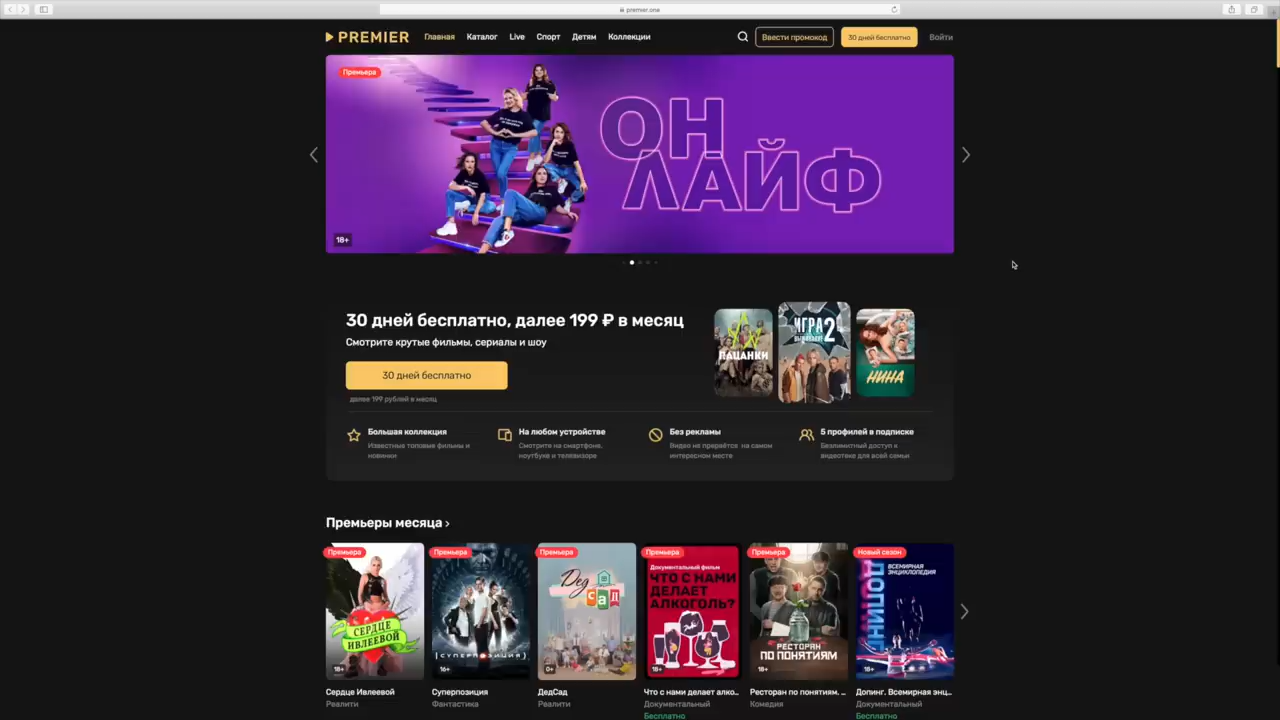 premier.one
PREMIER Главная Каталог Live Спорт Детям Коллекции Ввести промокод 30 дней бесплатно Войти
Премьера
ОН
ЛАЙФ
18+
30 дней бесплатно, далее 199 ₽ в месяц
Смотрите крутые фильмы, сериалы и шоу
30 дней бесплатно
далее 199 рублей в месяц
ПАЦАНКИ
ИГРА 2
НИНА
Большая коллекция
Известные топовые фильмы и
новинки
На любом устройстве
Смотрите на смартфоне,
ноутбуке и телевизоре
Без рекламы
Видео не прервётся на самом
интересном месте
5 профилей в подписке
Безлимитный доступ к
видеотеке для всей семьи
Премьеры месяца ›
Премьера
СЕРДЦЕ
ИВЛЕЕВОЙ
18+
Сердце Ивлеевой
Реалити
Премьера
[СУПЕРПОЗИЦИЯ]
16+
Суперпозиция
Фантастика
Премьера
Дед
сад
0+
ДедСад
Реалити
Премьера
Документальный фильм
ЧТО С НАМИ
ДЕЛАЕТ
АЛКОГОЛЬ?
18+
Что с нами делает алко...
Документальный
Бесплатно
Премьера
РЕСТОРАН
ПО ПОНЯТИЯМ
18+
Ресторан по понятиям. ...
Комедия
Новый сезон
ДОПИНГ
ВСЕМИРНАЯ
ЭНЦИКЛОПЕДИЯ
18+
Допинг. Всемирная энц...
Документальный
Бесплатно